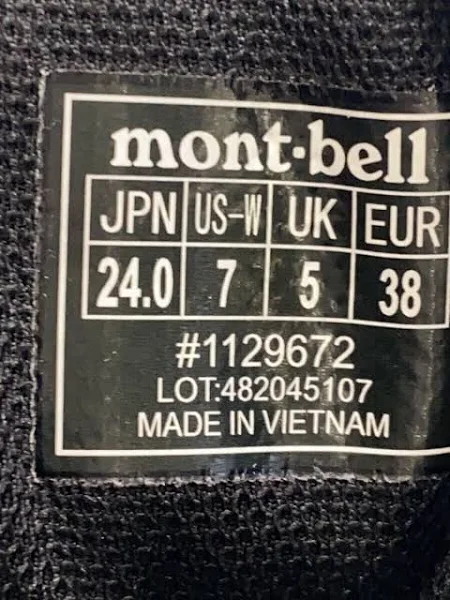 mont·bell
JPN US-W UK EUR
24.0 7 5 38
#1129672
LOT:482045107
MADE IN VIETNAM